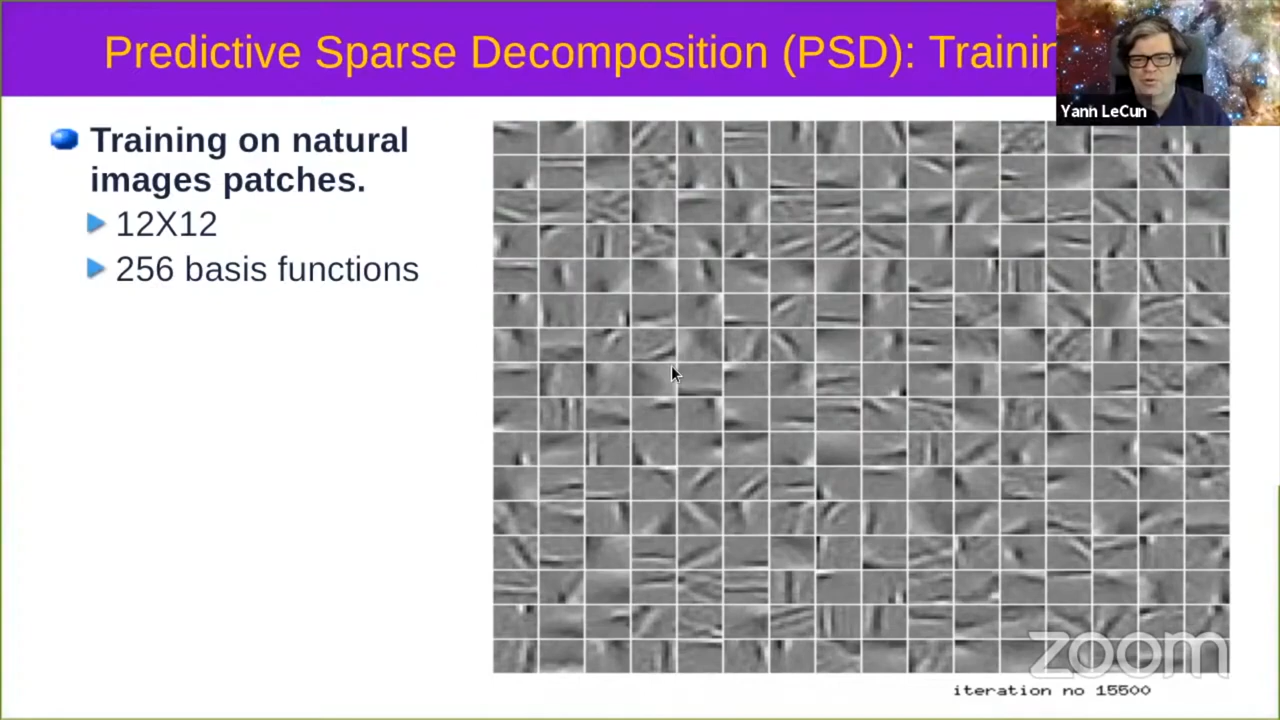 Predictive Sparse Decomposition (PSD): Trainin
Yann LeCun
Training on natural
images patches.
12X12
256 basis functions
zoom
iteration no 15500